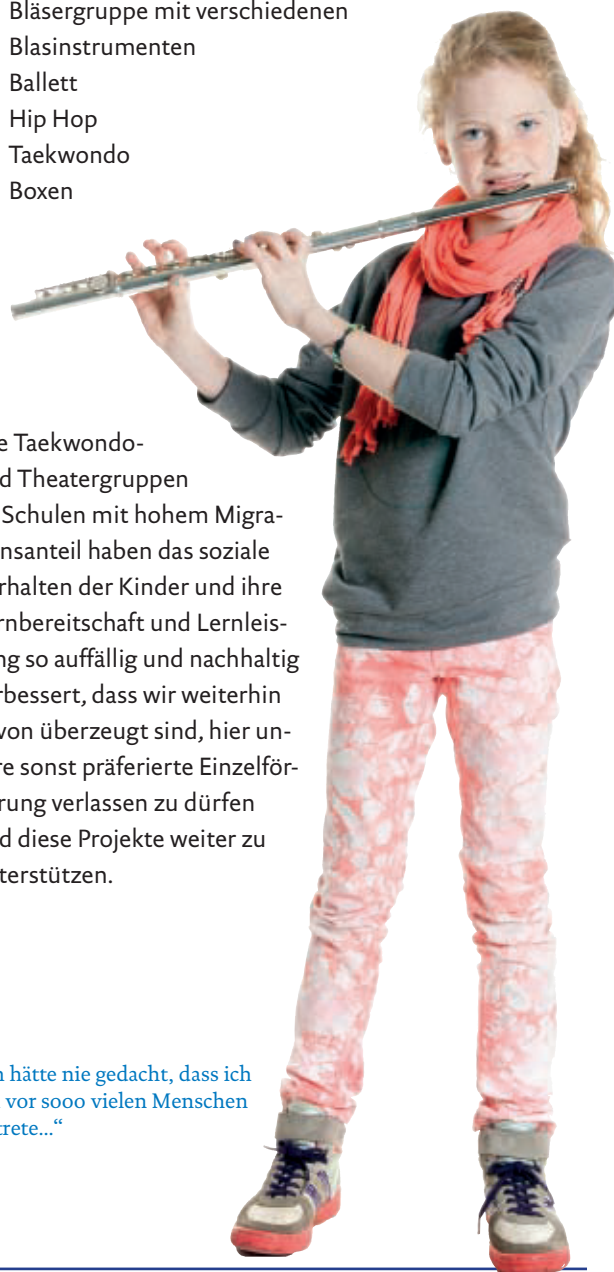 Bläsergruppe mit verschiedenen
Blasinstrumenten
Ballett
Hip Hop
Taekwondo
Boxen
e Taekwondo-
d Theatergruppen
Schulen mit hohem Migra-
nsanteil haben das soziale
rhalten der Kinder und ihre
rnbereitschaft und Lernleis-
ng so auffällig und nachhaltig
rbessert, dass wir weiterhin
von überzeugt sind, hier un-
re sonst präferierte Einzelför-
rung verlassen zu dürfen
d diese Projekte weiter zu
terstützen.
n hätte nie gedacht, dass ich
vor sooo vielen Menschen
trete...“